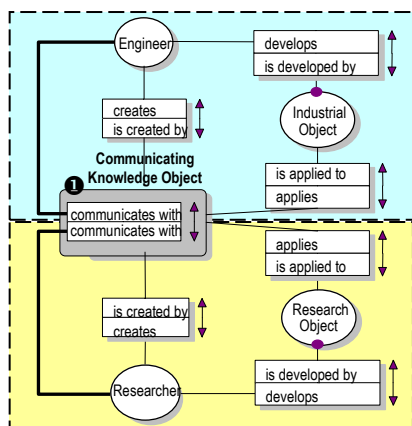 Engineer
develops
is developed by
creates
is created by
Industrial
Object
Communicating
Knowledge Object
❶
is applied to
applies
communicates with
communicates with
applies
is applied to
is created by
creates
Research
Object
Researcher
is developed by
develops